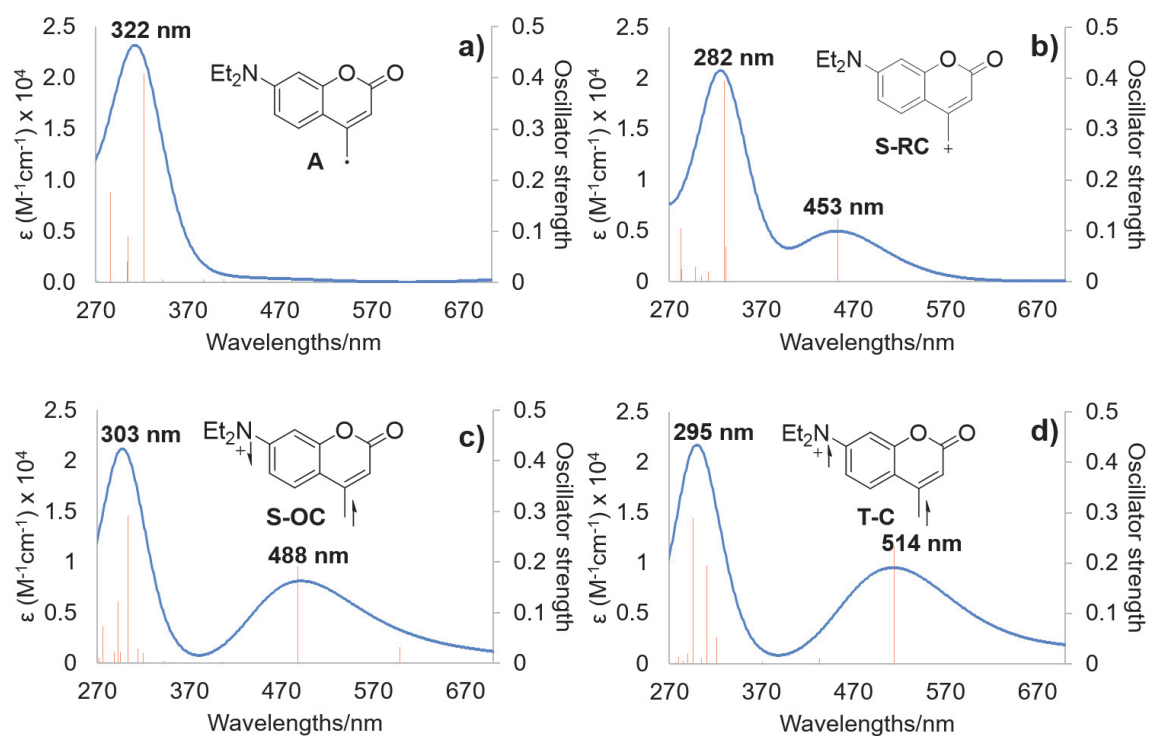 a)
322 nm
Et2N
O
O
A
•
ε (M-1cm-1) x 104
2.5
2.0
1.5
1.0
0.5
0.0
Oscillator strength
0.5
0.4
0.3
0.2
0.1
0
270 370 470 570 670
Wavelengths/nm
b)
282 nm
453 nm
Et2N
O
O
S-RC
+
ε (M-1cm-1) x 104
2.5
2
1.5
1
0.5
0
Oscillator strength
0.5
0.4
0.3
0.2
0.1
0
270 370 470 570 670
Wavelengths/nm
c)
303 nm
488 nm
Et2N
+
O
O
S-OC
ε (M-1cm-1) x 104
2.5
2
1.5
1
0.5
0
Oscillator strength
0.5
0.4
0.3
0.2
0.1
0
270 370 470 570 670
Wavelengths/nm
d)
295 nm
514 nm
Et2N
+
O
O
T-C
ε (M-1cm-1) x 104
2.5
2
1.5
1
0.5
0
Oscillator strength
0.5
0.4
0.3
0.2
0.1
0
270 370 470 570 670
Wavelengths/nm